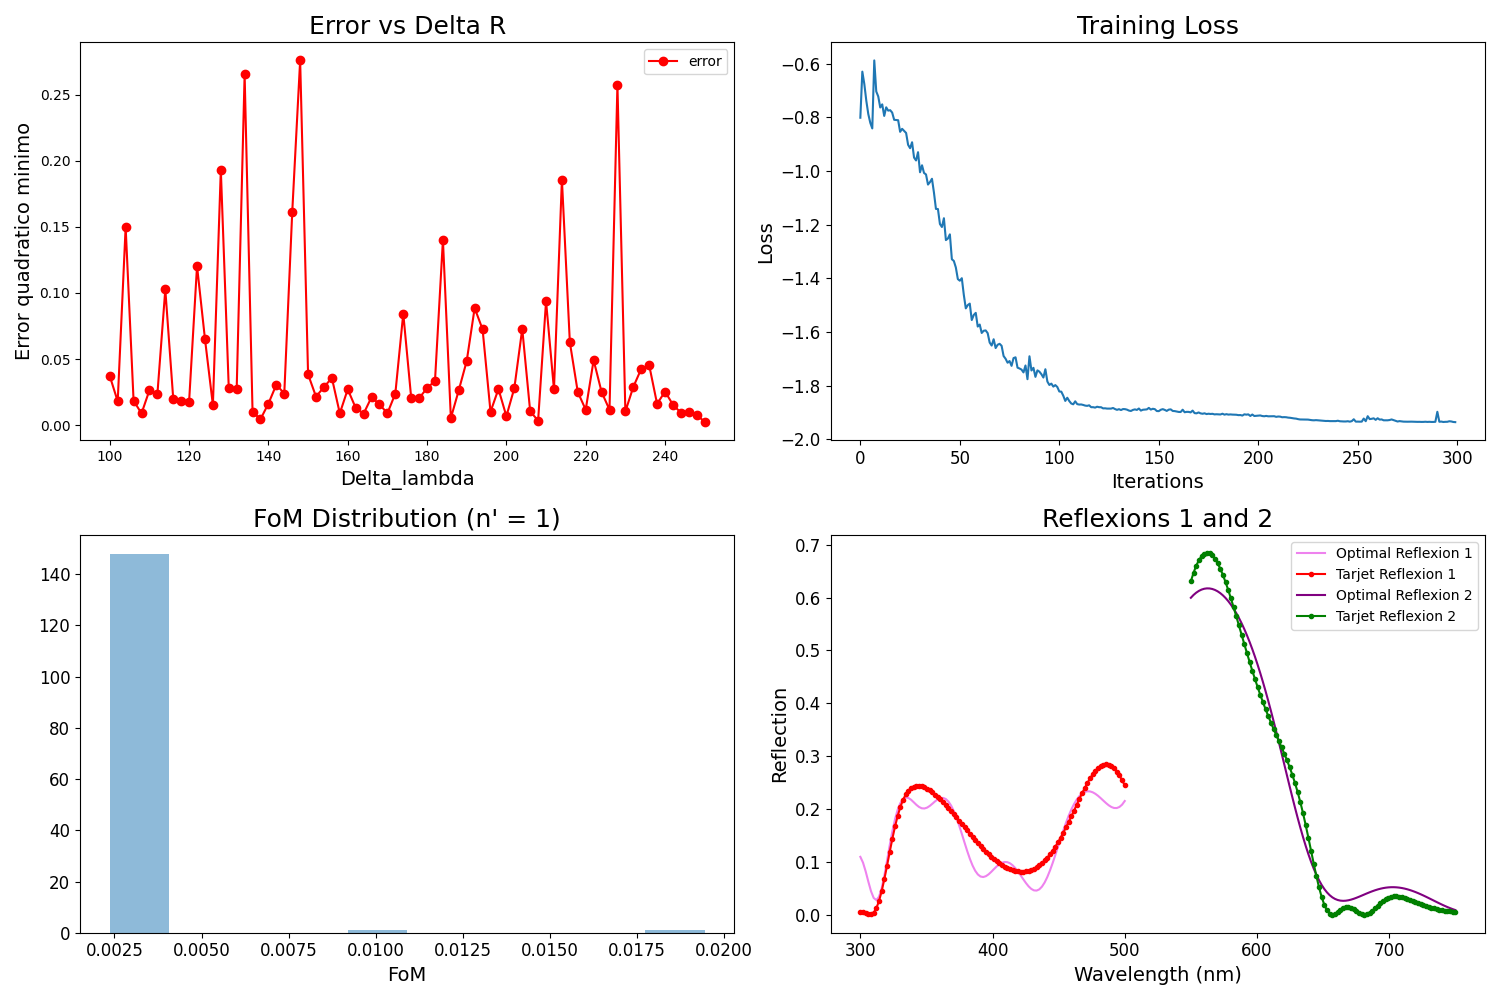 Error vs Delta R
error
Error quadratico minimo
0.25
0.20
0.15
0.10
0.05
0.00
100 120 140 160 180 200 220 240
Delta_lambda
Training Loss
Loss
−0.6
−0.8
−1.0
−1.2
−1.4
−1.6
−1.8
−2.0
0 50 100 150 200 250 300
Iterations
FoM Distribution (n' = 1)
140
120
100
80
60
40
20
0
0.0025 0.0050 0.0075 0.0100 0.0125 0.0150 0.0175 0.0200
FoM
Reflexions 1 and 2
Optimal Reflexion 1
Tarjet Reflexion 1
Optimal Reflexion 2
Tarjet Reflexion 2
Reflection
0.7
0.6
0.5
0.4
0.3
0.2
0.1
0.0
300 400 500 600 700
Wavelength (nm)